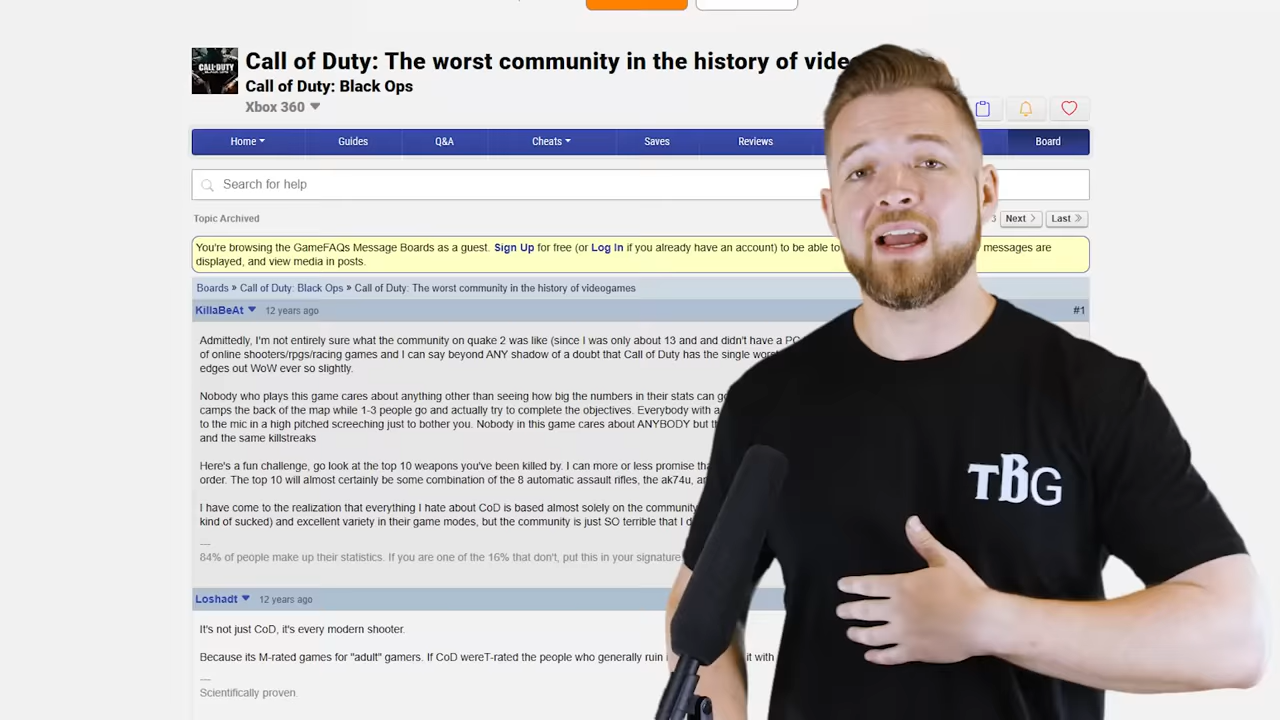 Call of Duty: The worst community in the history of
Call of Duty: Black Ops
CALL OF DUTY
Xbox 360
Home
Guides
Q&A
Cheats
Saves
Reviews
Board
Search for help
Topic Archived
3
Next
Last
You're browsing the GameFAQs Message Boards as a guest. Sign Up for free (or Log In if you already have an account) to be able to messages are
displayed, and view media in posts.
Boards » Call of Duty: Black Ops » Call of Duty: The worst community in the history of videogames
KillaBeAt 12 years ago #1
Admittedly, I'm not entirely sure what the community on quake 2 was like (since I was only about 13 and and didn't have a
of online shooters/rpgs/racing games and I can say beyond ANY shadow of a doubt that Call of Duty has the single
edges out WoW ever so slightly.
Nobody who plays this game cares about anything other than seeing how big the numbers in their stats can
camps the back of the map while 1-3 people go and actually try to complete the objectives. Everybody with a
to the mic in a high pitched screeching just to bother you. Nobody in this game cares about ANYBODY but
and the same killstreaks
Here's a fun challenge, go look at the top 10 weapons you've been killed by. I can more or less promise
order. The top 10 will almost certainly be some combination of the 8 automatic assault rifles, the ak74u,
I have come to the realization that everything I hate about CoD is based almost solely on the community
kind of sucked) and excellent variety in their game modes, but the community is just SO terrible that I
—
84% of people make up their statistics. If you are one of the 16% that don't, put this in your signature
Loshadt 12 years ago
It's not just CoD, it's every modern shooter.
Because its M-rated games for "adult" gamers. If CoD wereT-rated the people who generally ruin it with
—
Scientifically proven.
TBG